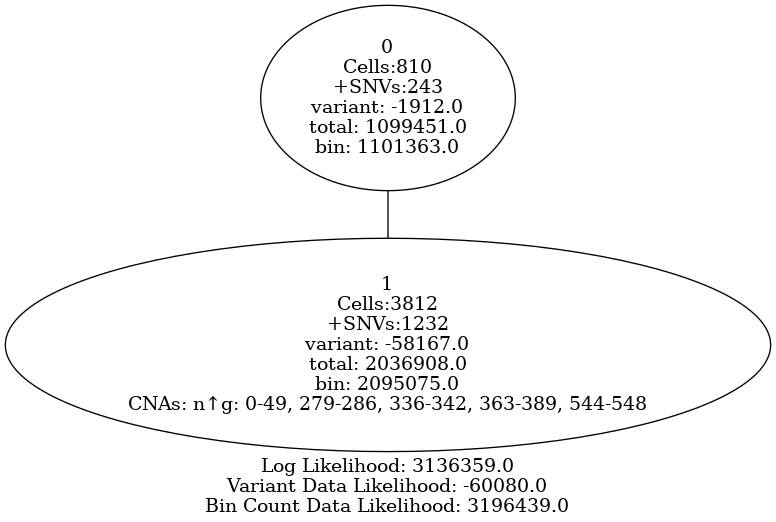 0
Cells:810
+SNVs:243
variant: -1912.0
total: 1099451.0
bin: 1101363.0
1
Cells:3812
+SNVs:1232
variant: -58167.0
total: 2036908.0
bin: 2095075.0
CNAs: n↑g: 0-49, 279-286, 336-342, 363-389, 544-548
Log Likelihood: 3136359.0
Variant Data Likelihood: -60080.0
Bin Count Data Likelihood: 3196439.0